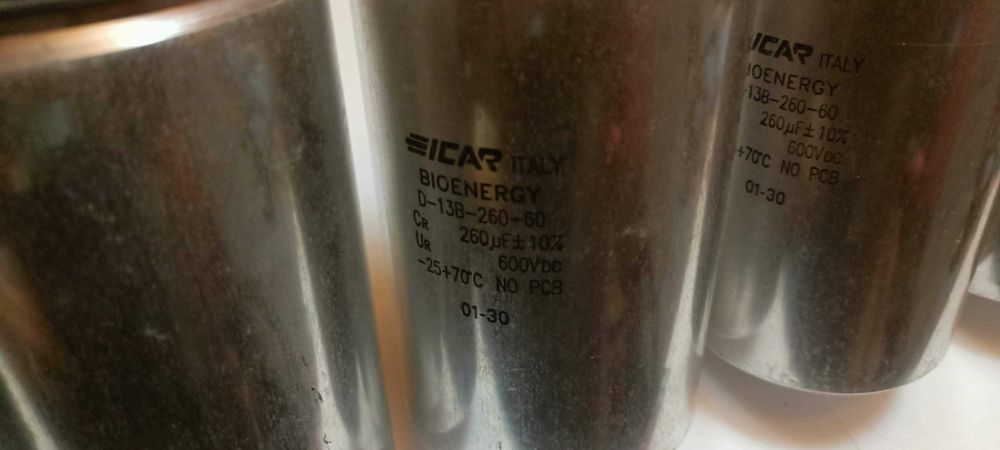 ICAR ITALY
BIOENERGY
D-13B-260-60
CR 260µF±10%
UR 600VDC
-25+70°C NO PCB
01-30
ICAR ITALY
IOENERGY
-13B-260-60
260µF±10%
600VDC
+70°C NO PCB
01-30